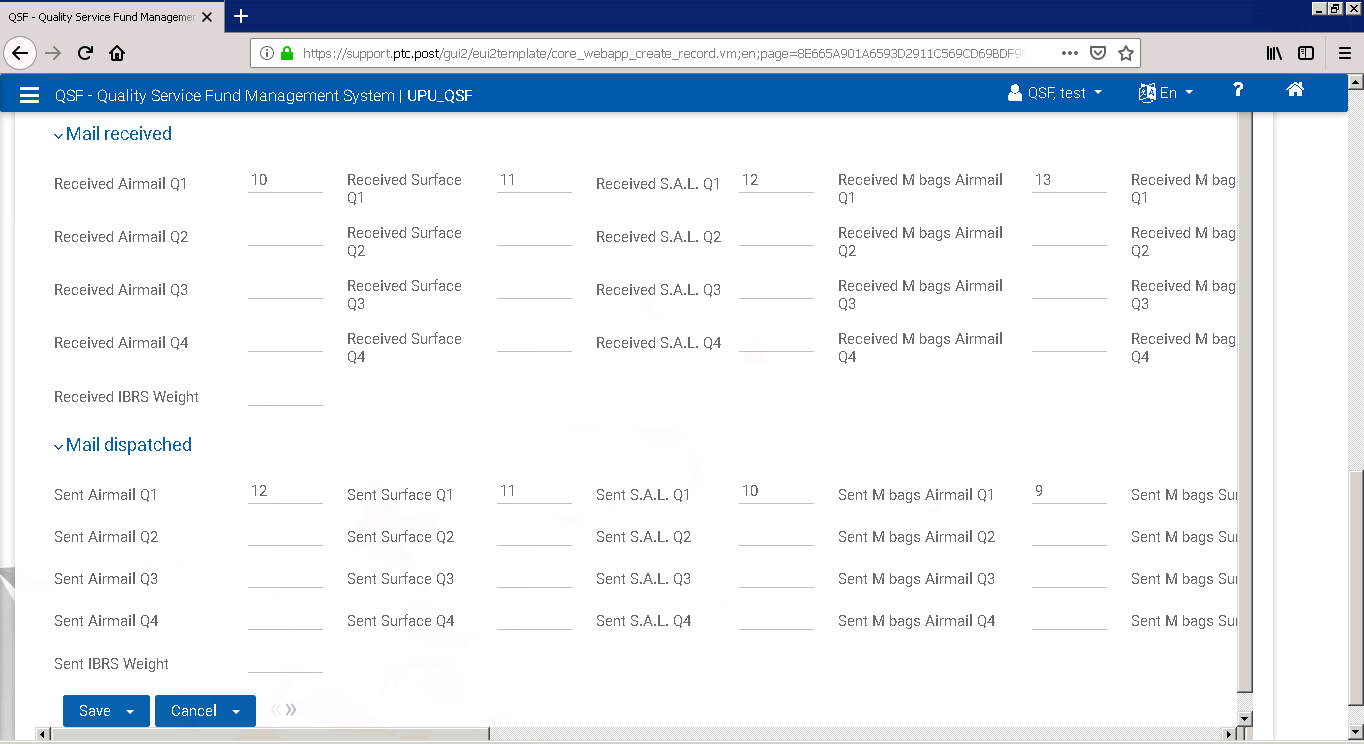 QSF - Quality Service Fund Managemer
https://support.ptc.post/gui2/eui2template/core_webapp_create_record.vm;en;page=8E665A901A6593D2911C569CD69BDF9
QSF - Quality Service Fund Management System | UPU_QSF QSF, test En ?
Mail received
Received Airmail Q1 10 Received Surface Q1 11 Received S.A.L. Q1 12 Received M bags Airmail Q1 13 Received M bag Q1
Received Airmail Q2 Received Surface Q2 Received S.A.L. Q2 Received M bags Airmail Q2 Received M bag Q2
Received Airmail Q3 Received Surface Q3 Received S.A.L. Q3 Received M bags Airmail Q3 Received M bag Q3
Received Airmail Q4 Received Surface Q4 Received S.A.L. Q4 Received M bags Airmail Q4 Received M bag Q4
Received IBRS Weight
Mail dispatched
Sent Airmail Q1 12 Sent Surface Q1 11 Sent S.A.L. Q1 10 Sent M bags Airmail Q1 9 Sent M bags Su
Sent Airmail Q2 Sent Surface Q2 Sent S.A.L. Q2 Sent M bags Airmail Q2 Sent M bags Su
Sent Airmail Q3 Sent Surface Q3 Sent S.A.L. Q3 Sent M bags Airmail Q3 Sent M bags Su
Sent Airmail Q4 Sent Surface Q4 Sent S.A.L. Q4 Sent M bags Airmail Q4 Sent M bags Su
Sent IBRS Weight
Save Cancel